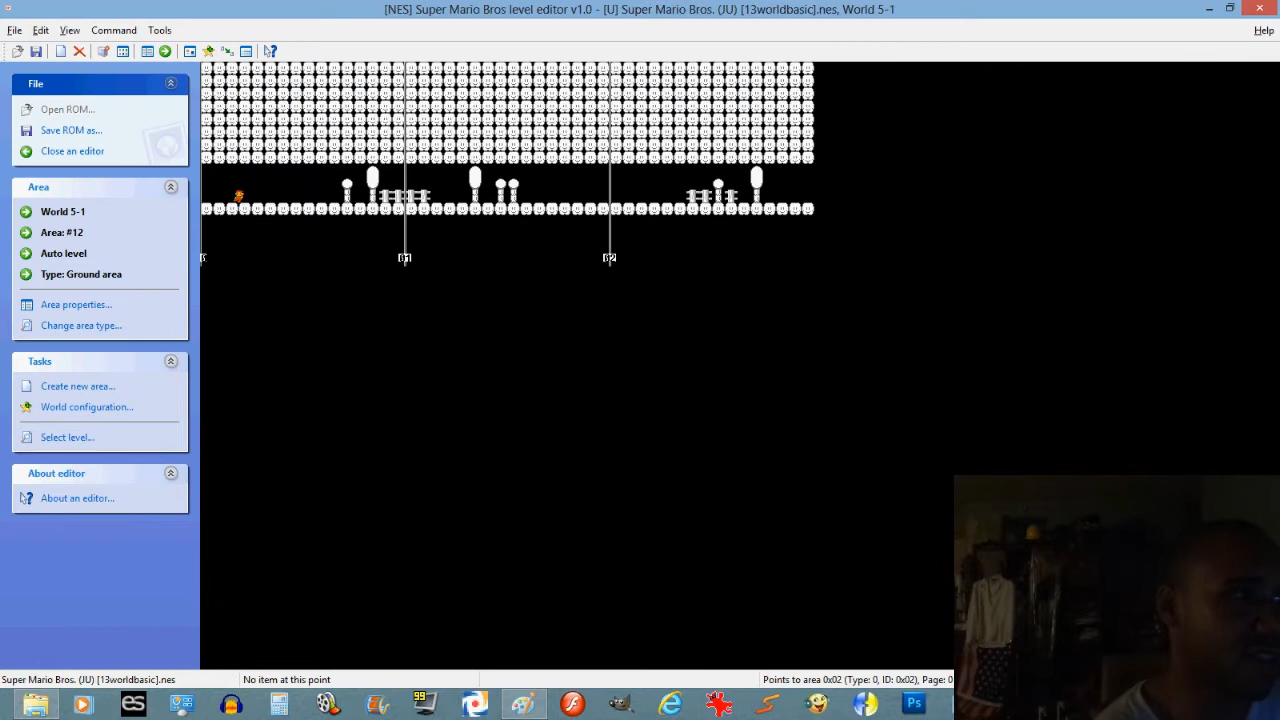 [NES] Super Mario Bros level editor v1.0 - [U] Super Mario Bros. (JU) [13worldbasic].nes, World 5-1
File Edit View Command Tools Help
File
Open ROM...
Save ROM as...
Close an editor
Area
World 5-1
Area: #12
Auto level
Type: Ground area
Area properties...
Change area type...
Tasks
Create new area...
World configuration...
Select level...
About editor
About an editor...
Super Mario Bros. (JU) [13worldbasic].nes No item at this point Points to area 0x02 (Type: 0, ID: 0x02), Page: 0
es 99 Ps